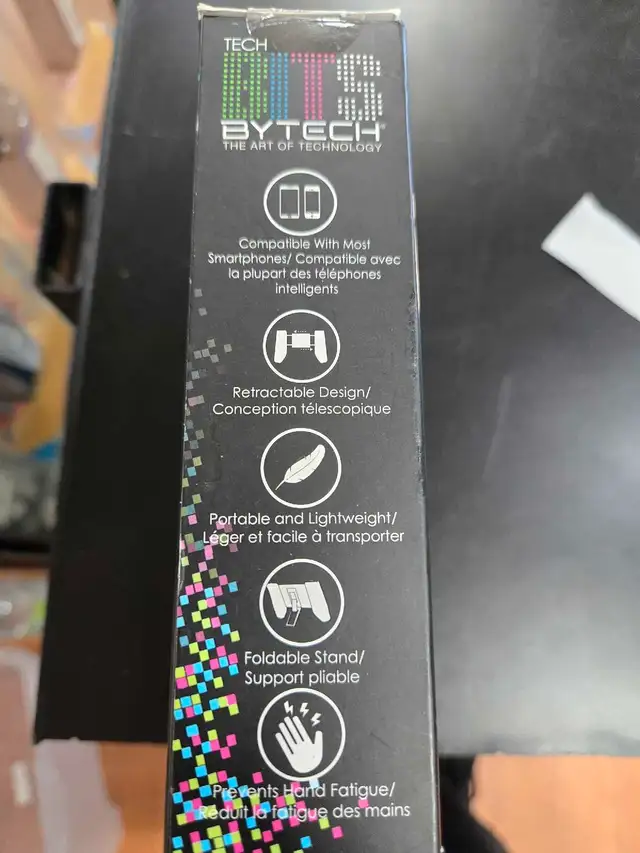 TECH
BITS
BYTECH
THE ART OF TECHNOLOGY
Compatible With Most
Smartphones/ Compatible avec
la plupart des téléphones
intelligents
Retractable Design/
Conception télescopique
Portable and Lightweight/
Léger et facile à transporter
Foldable Stand/
Support pliable
Prevents Hand Fatigue/
Réduit la fatigue des mains